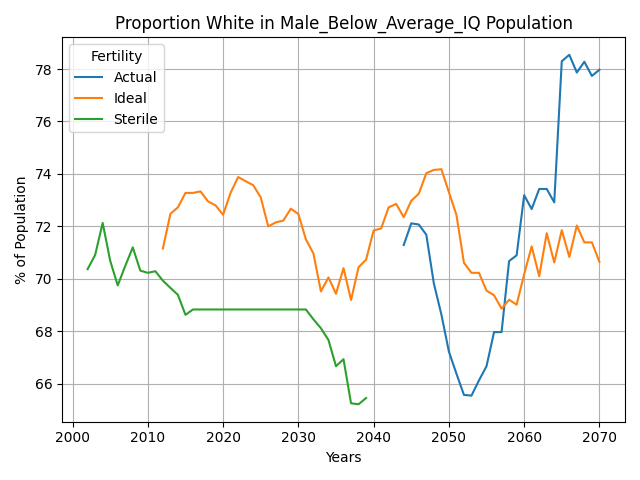 Proportion White in Male_Below_Average_IQ Population
Fertility
Actual
Ideal
Sterile
% of Population
78
76
74
72
70
68
66
2000
2010
2020
2030
2040
2050
2060
2070
Years